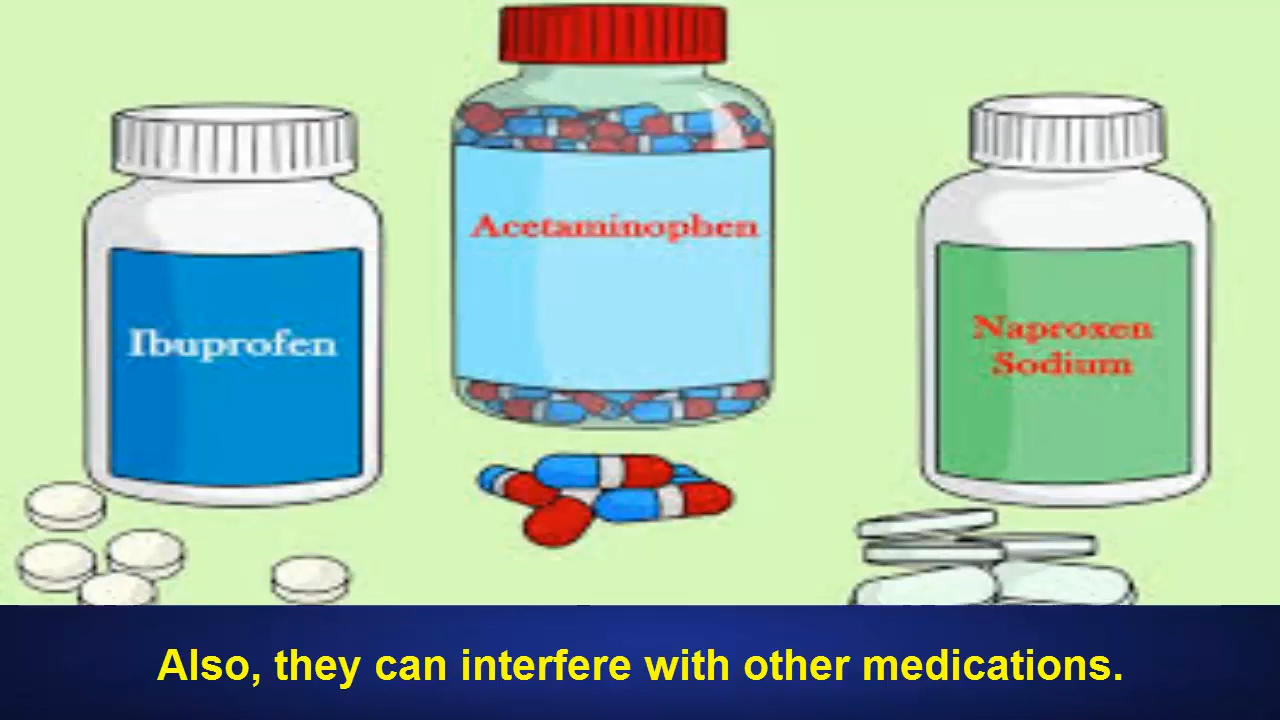 Acetaminophen
Ibuprofen
Naproxen
Sodium
Also, they can interfere with other medications.